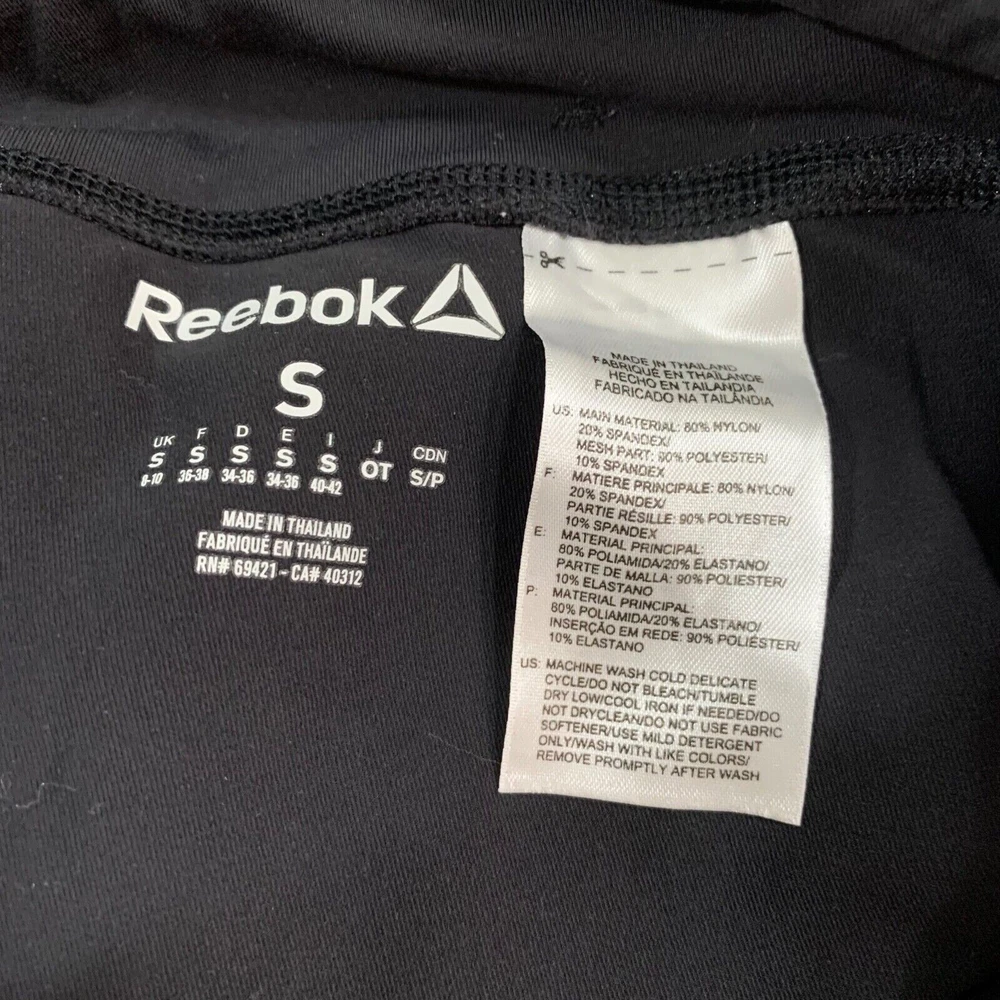 Reebok
S
UK F D E I J CDN
S S S S S OT S/P
8-10 36-38 34-36 34-36 40-42
MADE IN THAILAND
FABRIQUÉ EN THAÏLANDE
RN# 69421 - CA# 40312
MADE IN THAILAND
FABRIQUÉ EN THAÏLANDE
HECHO EN TAILANDIA
FABRICADO NA TAILÂNDIA
US: MAIN MATERIAL: 80% NYLON/
20% SPANDEX/
MESH PART: 90% POLYESTER/
10% SPANDEX
F: MATIERE PRINCIPALE: 80% NYLON/
20% SPANDEX/
PARTIE RÉSILLE: 90% POLYESTER/
10% SPANDEX
E: MATERIAL PRINCIPAL:
80% POLIAMIDA/20% ELASTANO/
PARTE DE MALLA: 90% POLIESTER/
10% ELASTANO
P: MATERIAL PRINCIPAL:
80% POLIAMIDA/20% ELASTANO/
INSERÇÃO EM REDE: 90% POLIÉSTER/
10% ELASTANO
US: MACHINE WASH COLD DELICATE
CYCLE/DO NOT BLEACH/TUMBLE
DRY LOW/COOL IRON IF NEEDED/DO
NOT DRYCLEAN/DO NOT USE FABRIC
SOFTENER/USE MILD DETERGENT
ONLY/WASH WITH LIKE COLORS/
REMOVE PROMPTLY AFTER WASH